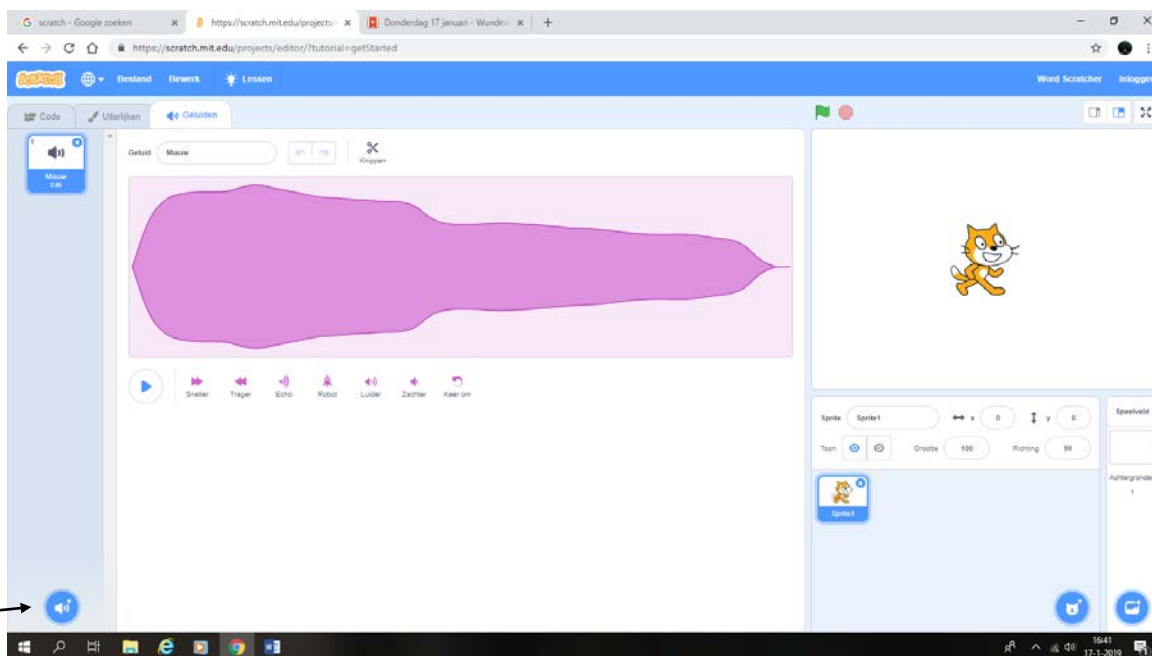 scratch - Google zoeken
https://scratch.mit.edu/projects
Donderdag 17 januari - Wunder
https://scratch.mit.edu/projects/editor/?tutorial=getStarted
SCRATCH
Bestand Bewerk Lessen
Word Scratcher Inloggen
Code Uiterlijken Geluiden
1
Geluid Mauw
Knippen
Mauw
Sneller Trager Echo Robot Luider Zachter Keer om
Sprite Sprite1 x 0 y 0
Speelveld
Toon Grootte 100 Richting 90
Achtergronden
1
Sprite1
16:41
17-1-2019